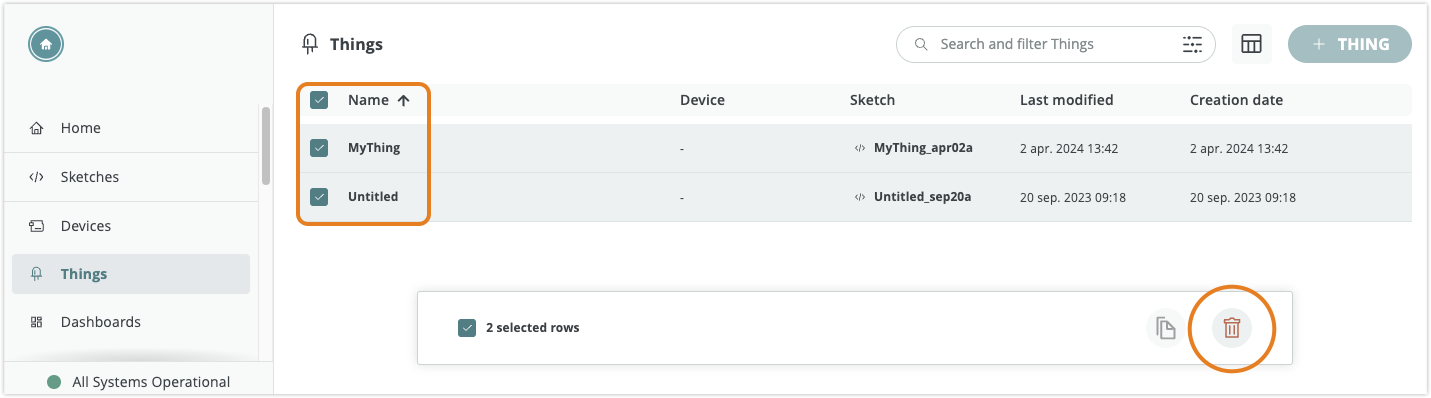 Things
Search and filter Things
+ THING
Name ↑ Device Sketch Last modified Creation date
MyThing - </> MyThing_apr02a 2 apr. 2024 13:42 2 apr. 2024 13:42
Untitled - </> Untitled_sep20a 20 sep. 2023 09:18 20 sep. 2023 09:18
2 selected rows
Home
</> Sketches
Devices
Things
Dashboards
All Systems Operational